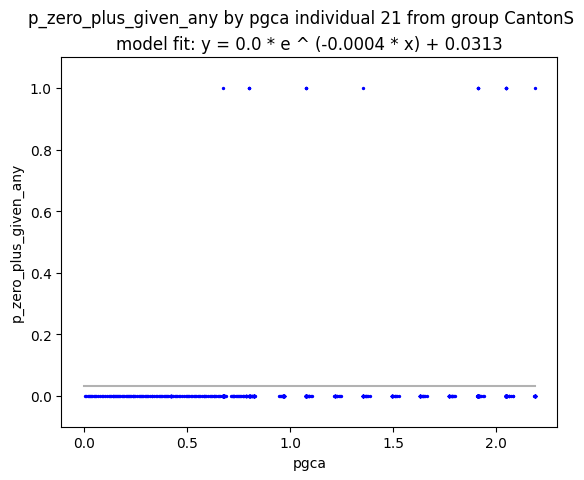 p_zero_plus_given_any by pgca individual 21 from group CantonS
model fit: y = 0.0 * e ^ (-0.0004 * x) + 0.0313
1.0
0.8
0.6
0.4
0.2
0.0
p_zero_plus_given_any
0.0 0.5 1.0 1.5 2.0
pgca